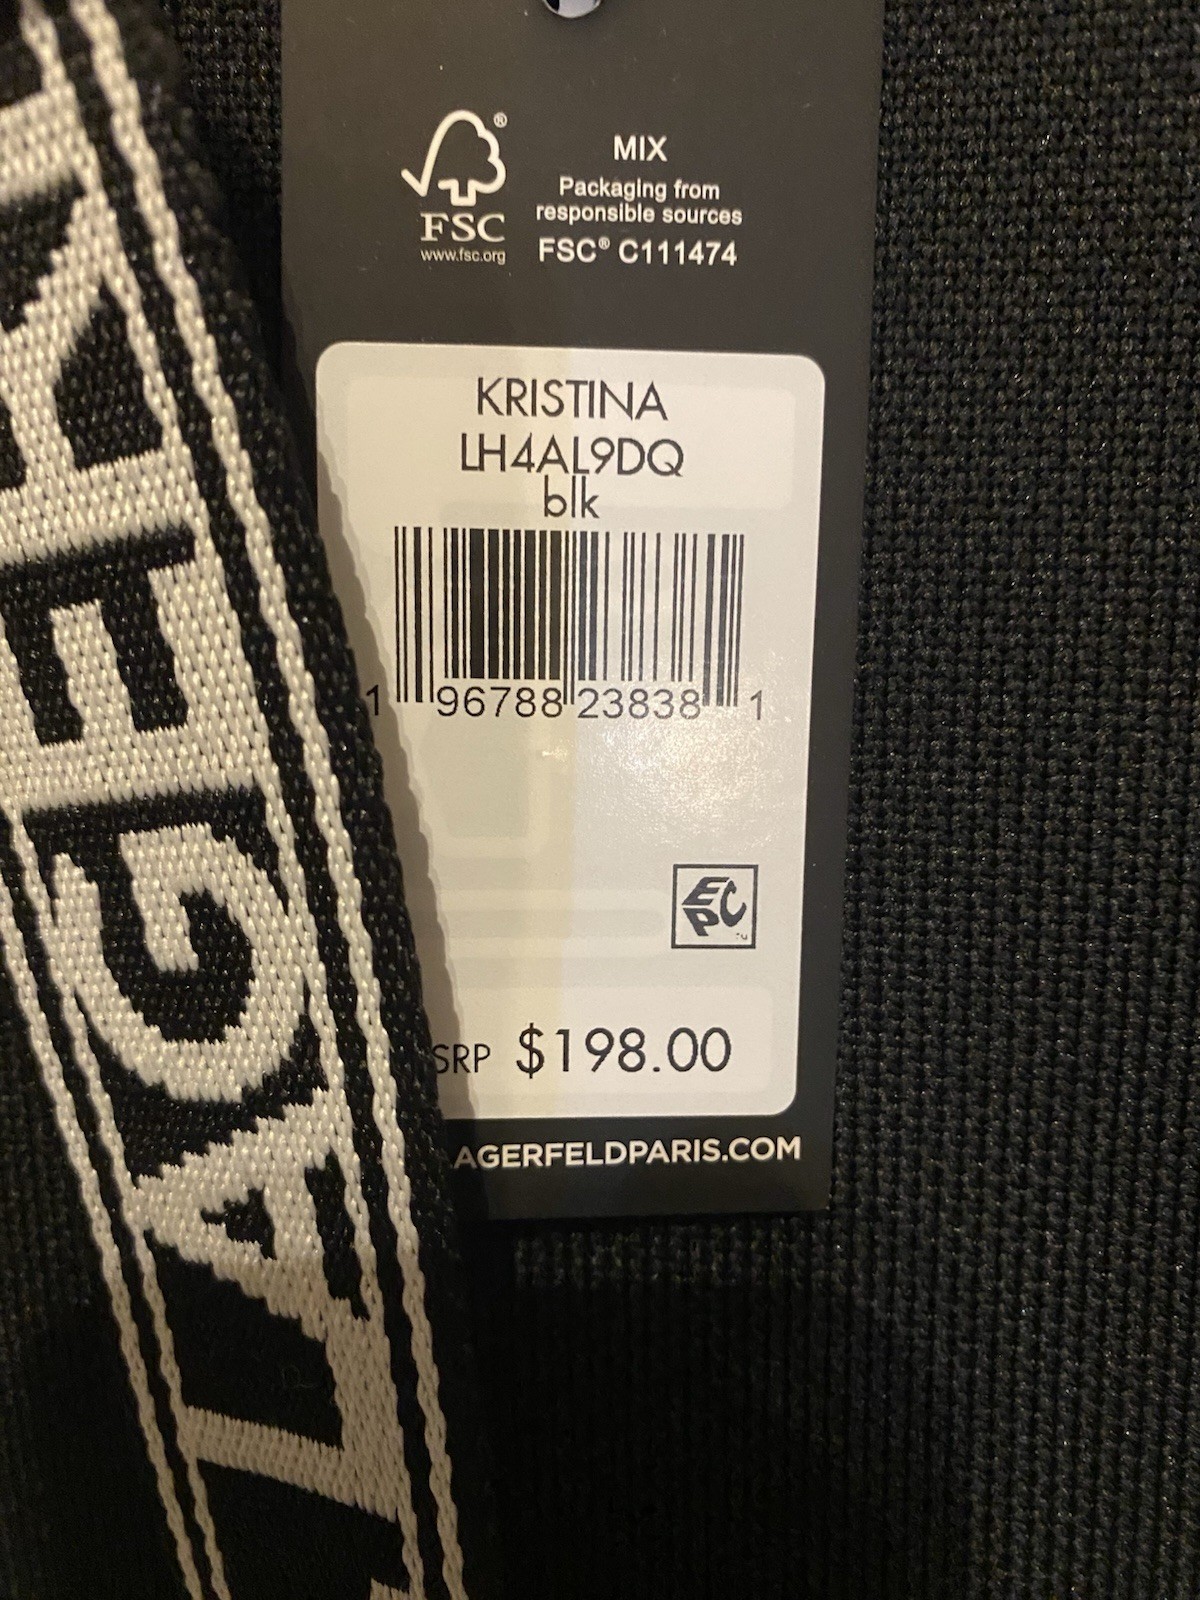 FSC®
www.fsc.org
MIX
Packaging from
responsible sources
FSC® C111474
KRISTINA
LH4AL9DQ
blk
1 96788 23838 1
EPC
SRP $198.00
AGERFELDPARIS.COM
LAGERF